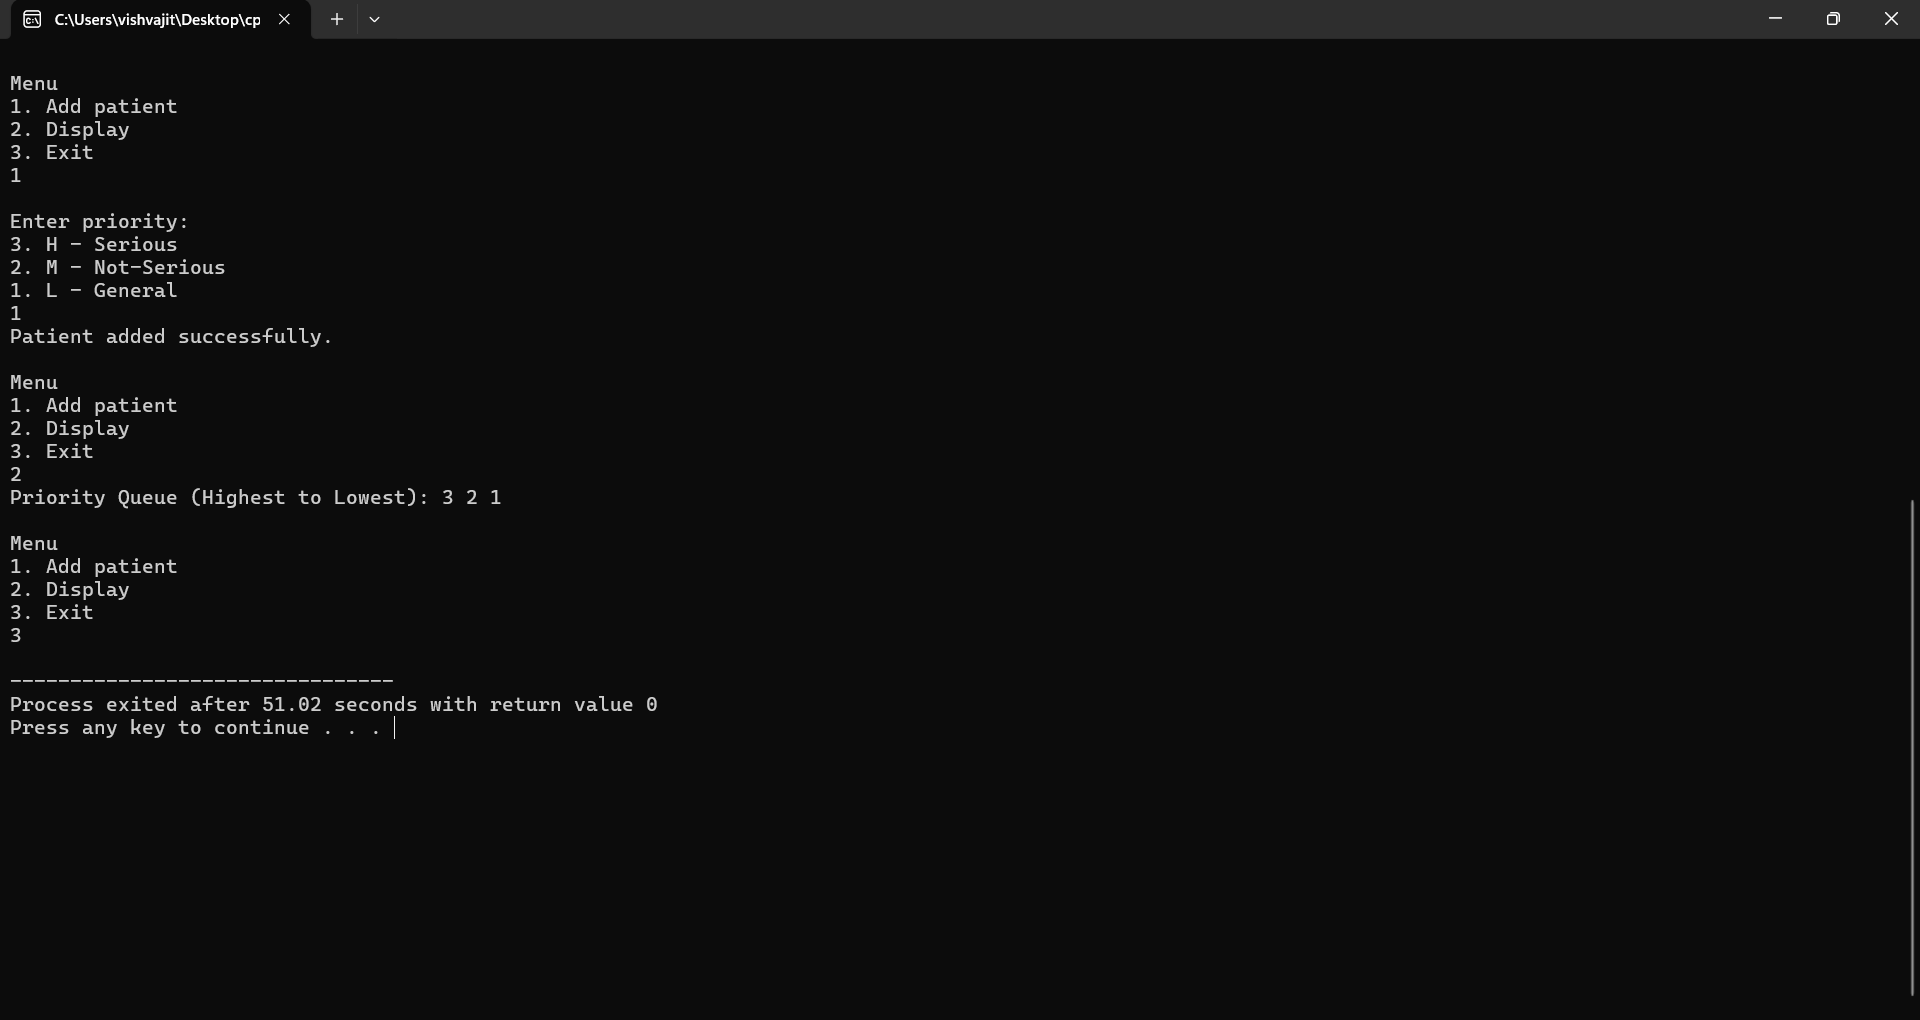 C:\Users\vishvajit\Desktop\cp
Menu
1. Add patient
2. Display
3. Exit
1
Enter priority:
3. H - Serious
2. M - Not-Serious
1. L - General
1
Patient added successfully.
Menu
1. Add patient
2. Display
3. Exit
2
Priority Queue (Highest to Lowest): 3 2 1
Menu
1. Add patient
2. Display
3. Exit
3
--------------------------------
Process exited after 51.02 seconds with return value 0
Press any key to continue . . .